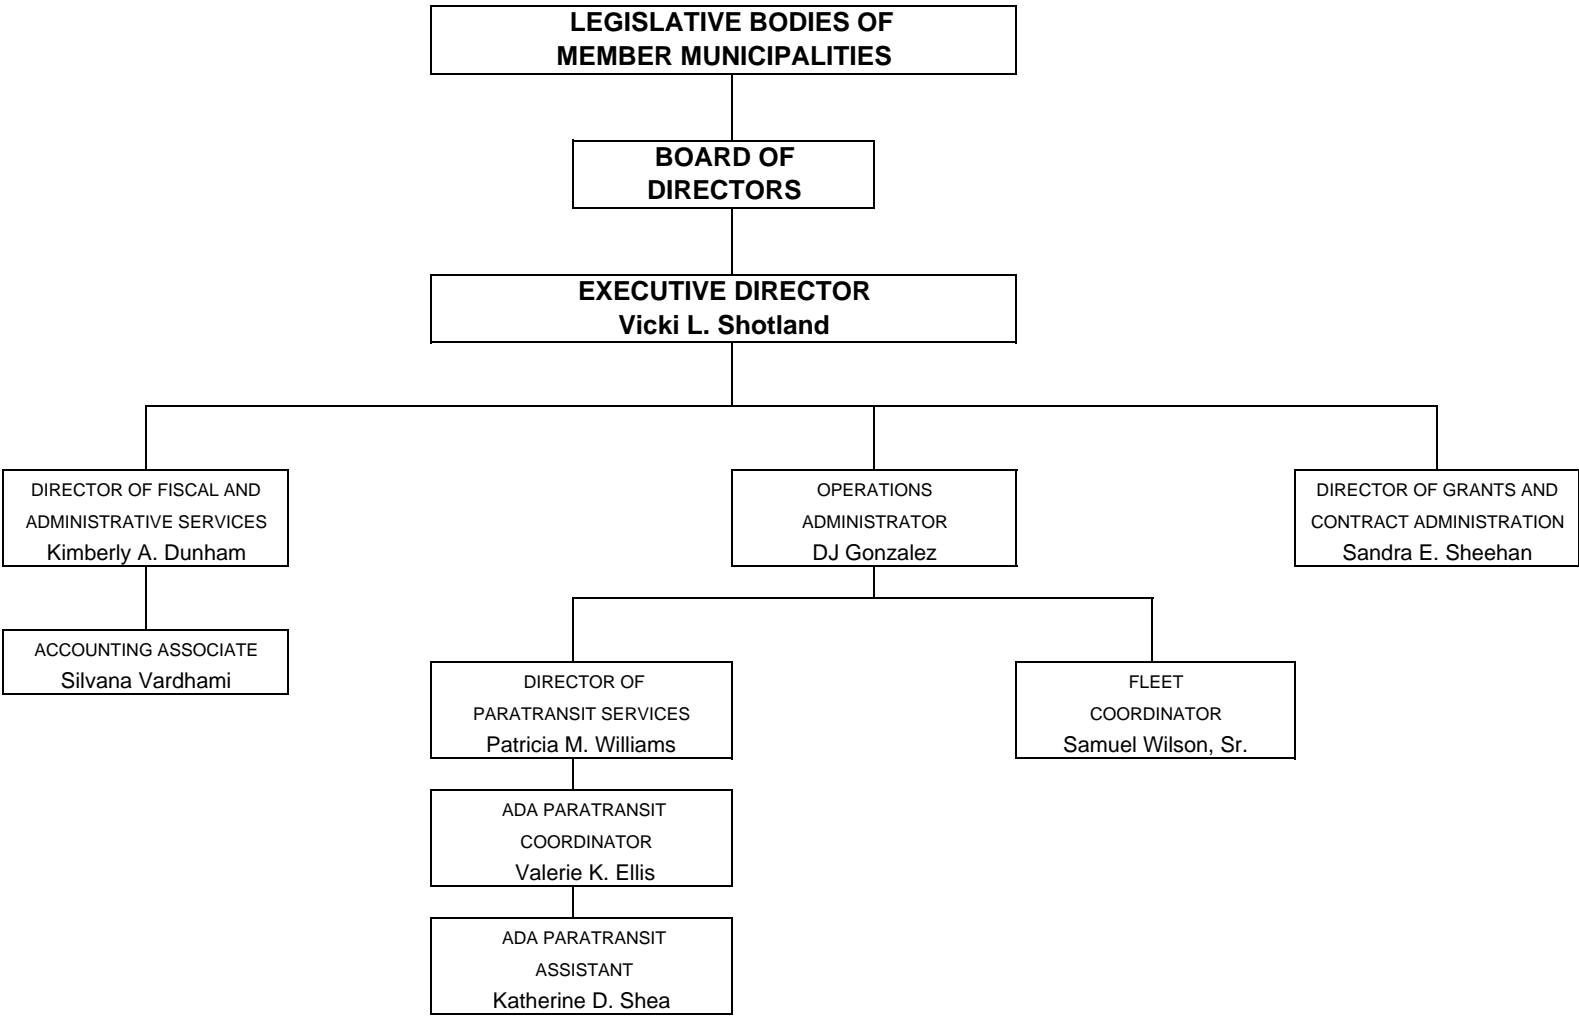 LEGISLATIVE BODIES OF
MEMBER MUNICIPALITIES
BOARD OF
DIRECTORS
EXECUTIVE DIRECTOR
Vicki L. Shotland
DIRECTOR OF FISCAL AND
ADMINISTRATIVE SERVICES
Kimberly A. Dunham
OPERATIONS
ADMINISTRATOR
DJ Gonzalez
DIRECTOR OF GRANTS AND
CONTRACT ADMINISTRATION
Sandra E. Sheehan
ACCOUNTING ASSOCIATE
Silvana Vardhami
DIRECTOR OF
PARATRANSIT SERVICES
Patricia M. Williams
FLEET
COORDINATOR
Samuel Wilson, Sr.
ADA PARATRANSIT
COORDINATOR
Valerie K. Ellis
ADA PARATRANSIT
ASSISTANT
Katherine D. Shea